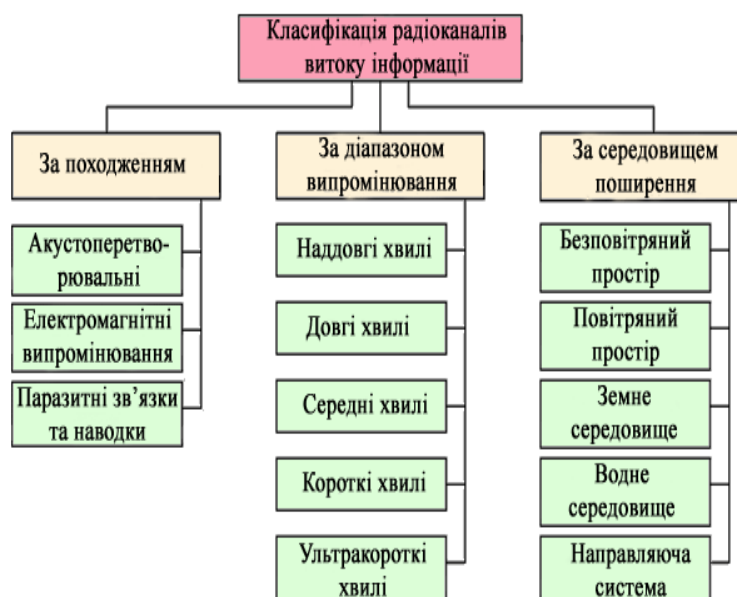 Класифікація радіоканалів
витоку інформації
За походженням
Акустоперетво-
рювальні
Електромагнітні
випромінювання
Паразитні зв’язки
та наводки
За діапазоном
випромінювання
Наддовгі хвилі
Довгі хвилі
Середні хвилі
Короткі хвилі
Ультракороткі
хвилі
За середовищем
поширення
Безповітряний
простір
Повітряний
простір
Земне
середовище
Водне
середовище
Направляюча
система